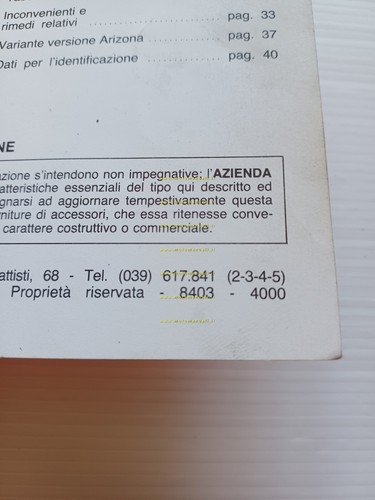 Inconvenienti e
rimedi relativi .................. pag. 33
Variante versione Arizona .......... pag. 37
Dati per l'identificazione .......... pag. 40
NE
azione s'intendono non impegnative; l'AZIENDA
atteristiche essenziali del tipo qui descritto ed
gnarsi ad aggiornare tempestivamente questa
rniture di accessori, che essa ritenesse conve-
carattere costruttivo o commerciale.
attisti, 68 - Tel. (039) 617.841 (2-3-4-5)
Proprietà riservata - 8403 - 4000